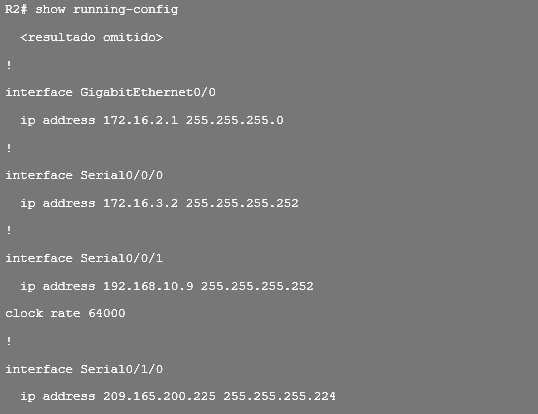 R2# show running-config
<resultado omitido>
!
interface GigabitEthernet0/0
ip address 172.16.2.1 255.255.255.0
!
interface Serial0/0/0
ip address 172.16.3.2 255.255.255.252
!
interface Serial0/0/1
ip address 192.168.10.9 255.255.255.252
clock rate 64000
!
interface Serial0/1/0
ip address 209.165.200.225 255.255.255.224